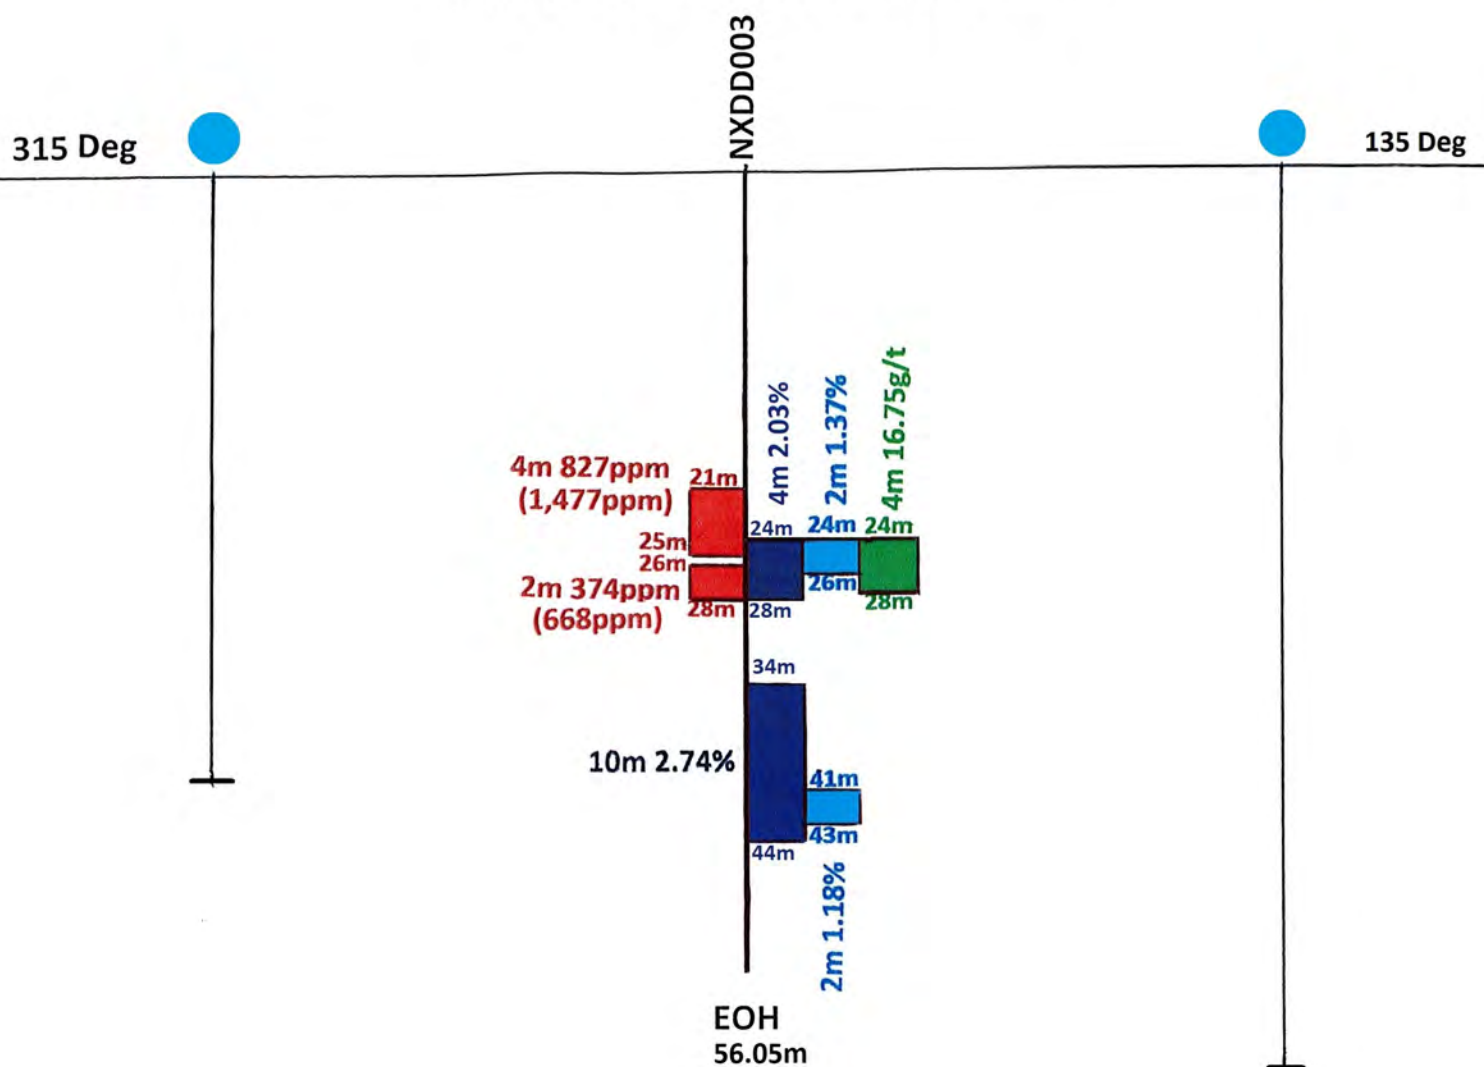 NXDD003
315 Deg
135 Deg
4m 827ppm
(1,477ppm)
21m
25m
26m
2m 374ppm
(668ppm)
28m
4m 2.03%
2m 1.37%
4m 16.75g/t
24m
24m
24m
26m
28m
28m
34m
10m 2.74%
41m
43m
44m
2m 1.18%
EOH
56.05m